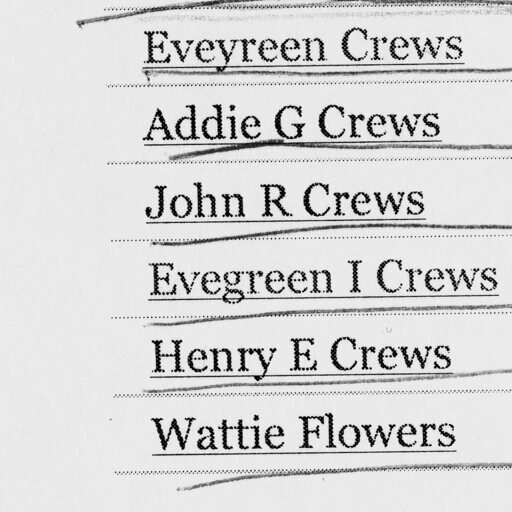 Eveyreen Crews
Addie G Crews
John R Crews
Evegreen I Crews
Henry E Crews
Wattie Flowers